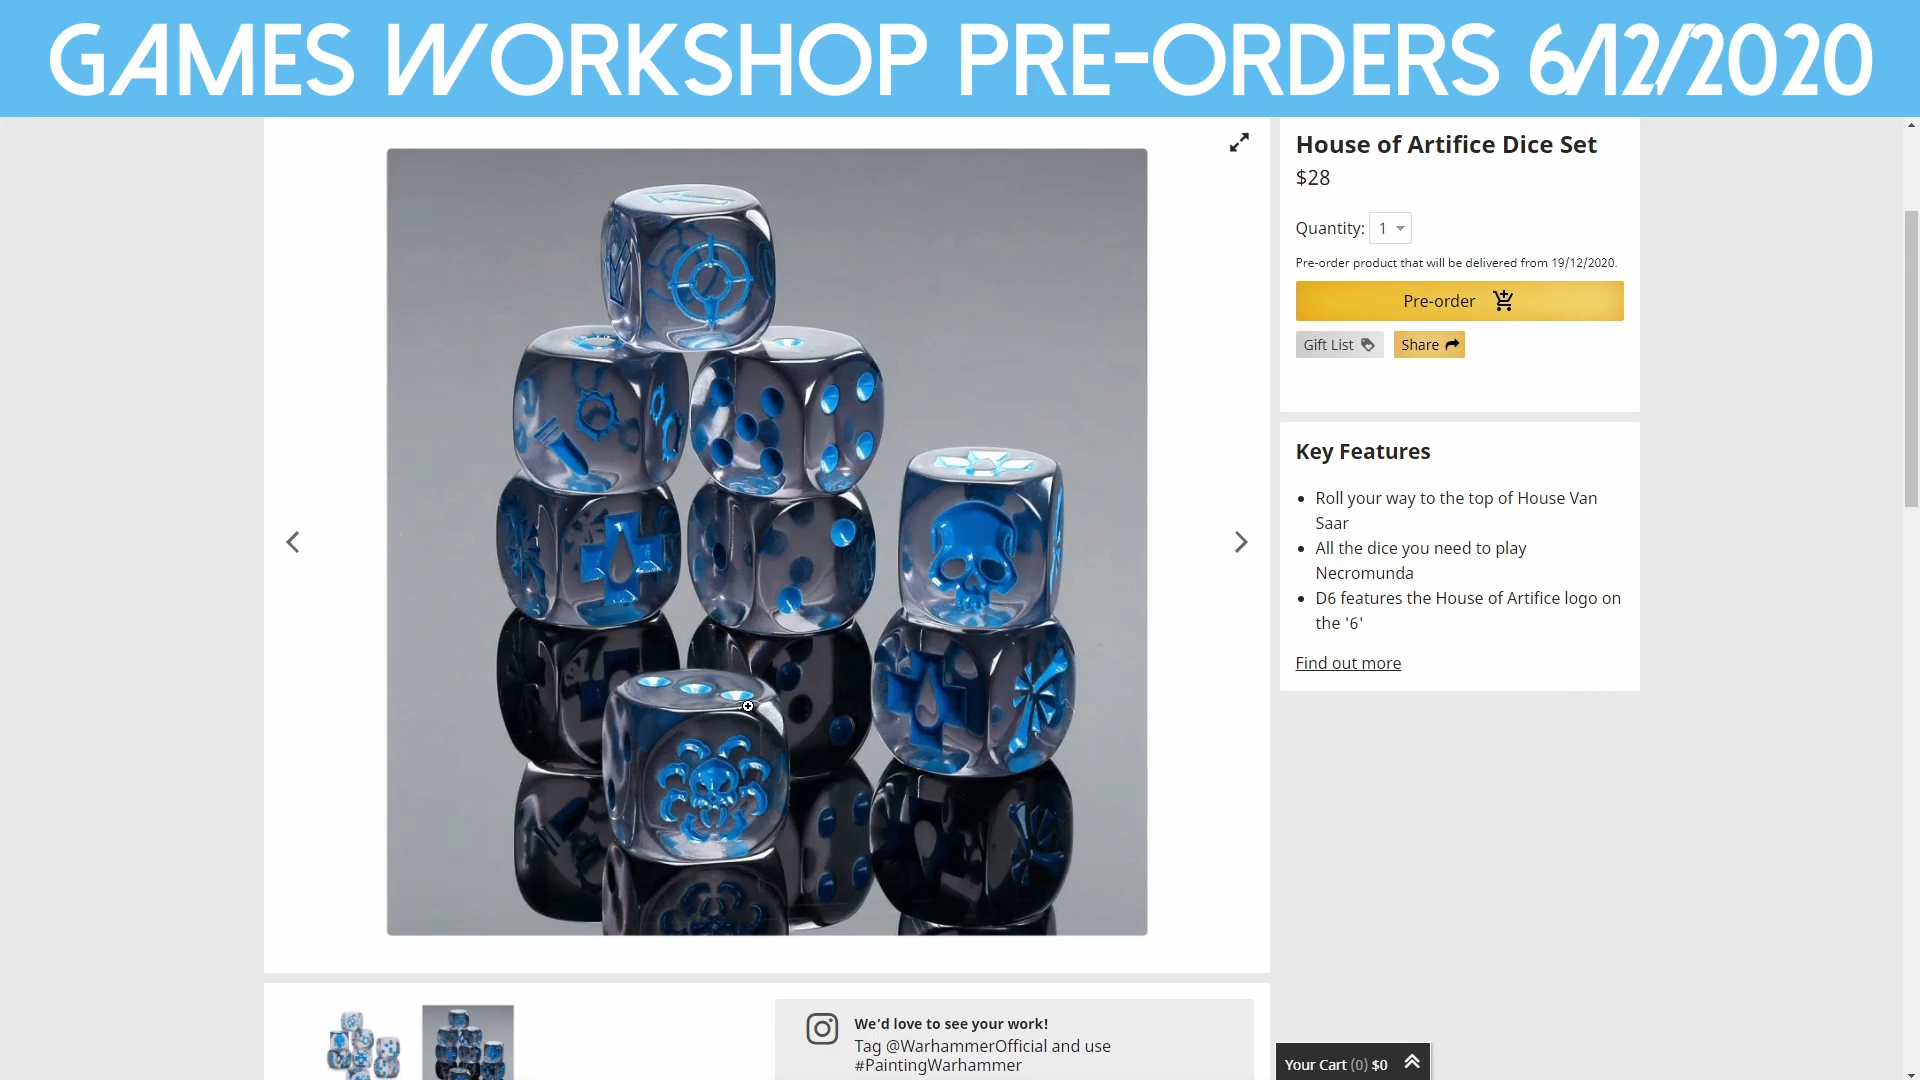 GAMES WORKSHOP PRE-ORDERS 6/12/2020
House of Artifice Dice Set
$28
Quantity: 1
Pre-order product that will be delivered from 19/12/2020.
Pre-order
Gift List
Share
Key Features
Roll your way to the top of House Van
Saar
All the dice you need to play
Necromunda
D6 features the House of Artifice logo on
the '6'
Find out more
We'd love to see your work!
Tag @WarhammerOfficial and use
#PaintingWarhammer
Your Cart (0) $0